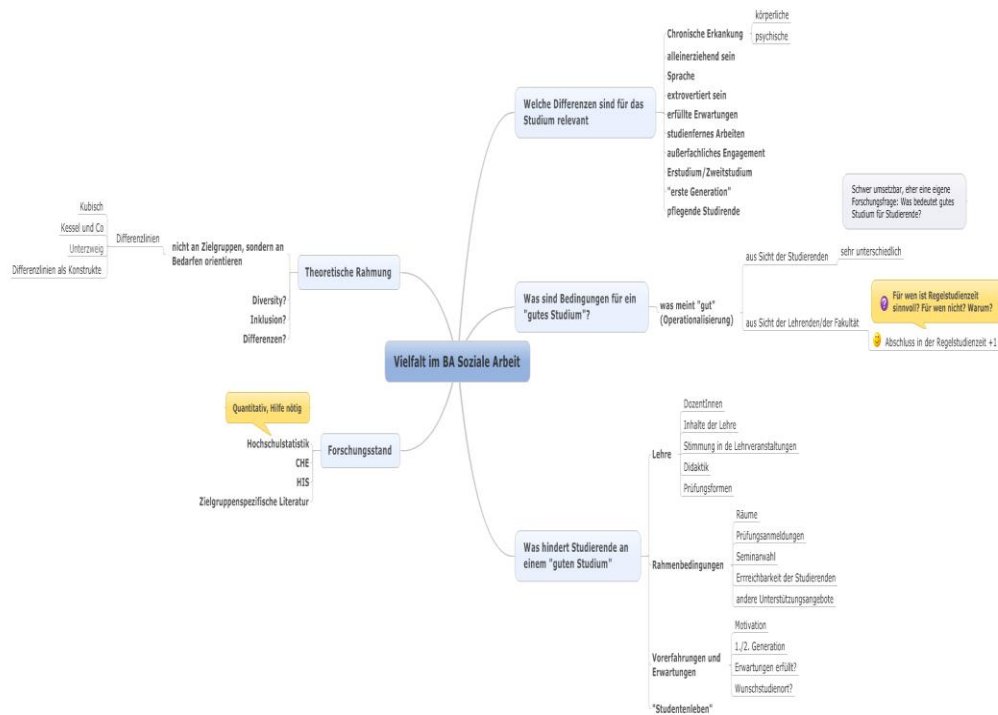 Vielfalt im BA Soziale Arbeit
Welche Differenzen sind für das
Studium relevant
Chronische Erkankung
körperliche
psychische
alleinerziehend sein
Sprache
extrovertiert sein
erfüllte Erwartungen
studienfernes Arbeiten
außerfachliches Engagement
Erstudium/Zweitstudium
"erste Generation"
pflegende Studirende
Was sind Bedingungen für ein
"gutes Studium"?
was meint "gut"
(Operationalisierung)
aus Sicht der Studierenden
sehr unterschiedlich
Schwer umsetzbar, eher eine eigene
Forschungsfrage: Was bedeutet gutes
Studium für Studierende?
aus Sicht der Lehrenden/der Fakultät
Für wen ist Regelstudienzeit
sinnvoll? Für wen nicht? Warum?
Abschluss in der Regelstudienzeit +1
Was hindert Studierende an
einem "guten Studium"
Lehre
DozentInnen
Inhalte der Lehre
Stimmung in de Lehrveranstaltungen
Didaktik
Prüfungsformen
Rahmenbedingungen
Räume
Prüfungsanmeldungen
Seminarwahl
Errreichbarkeit der Studierenden
andere Unterstützungsangebote
Vorerfahrungen und
Erwartungen
Motivation
1./2. Generation
Erwartungen erfüllt?
Wunschstudienort?
"Studentenleben"
Theoretische Rahmung
nicht an Zielgruppen, sondern an
Bedarfen orientieren
Differenzlinien
Kubisch
Kessel und Co
Unterzweig
Differenzlinien als Konstrukte
Diversity?
Inklusion?
Differenzen?
Forschungsstand
Quantitativ, Hilfe nötig
Hochschulstatistik
CHE
HIS
Zielgruppenspezifische Literatur